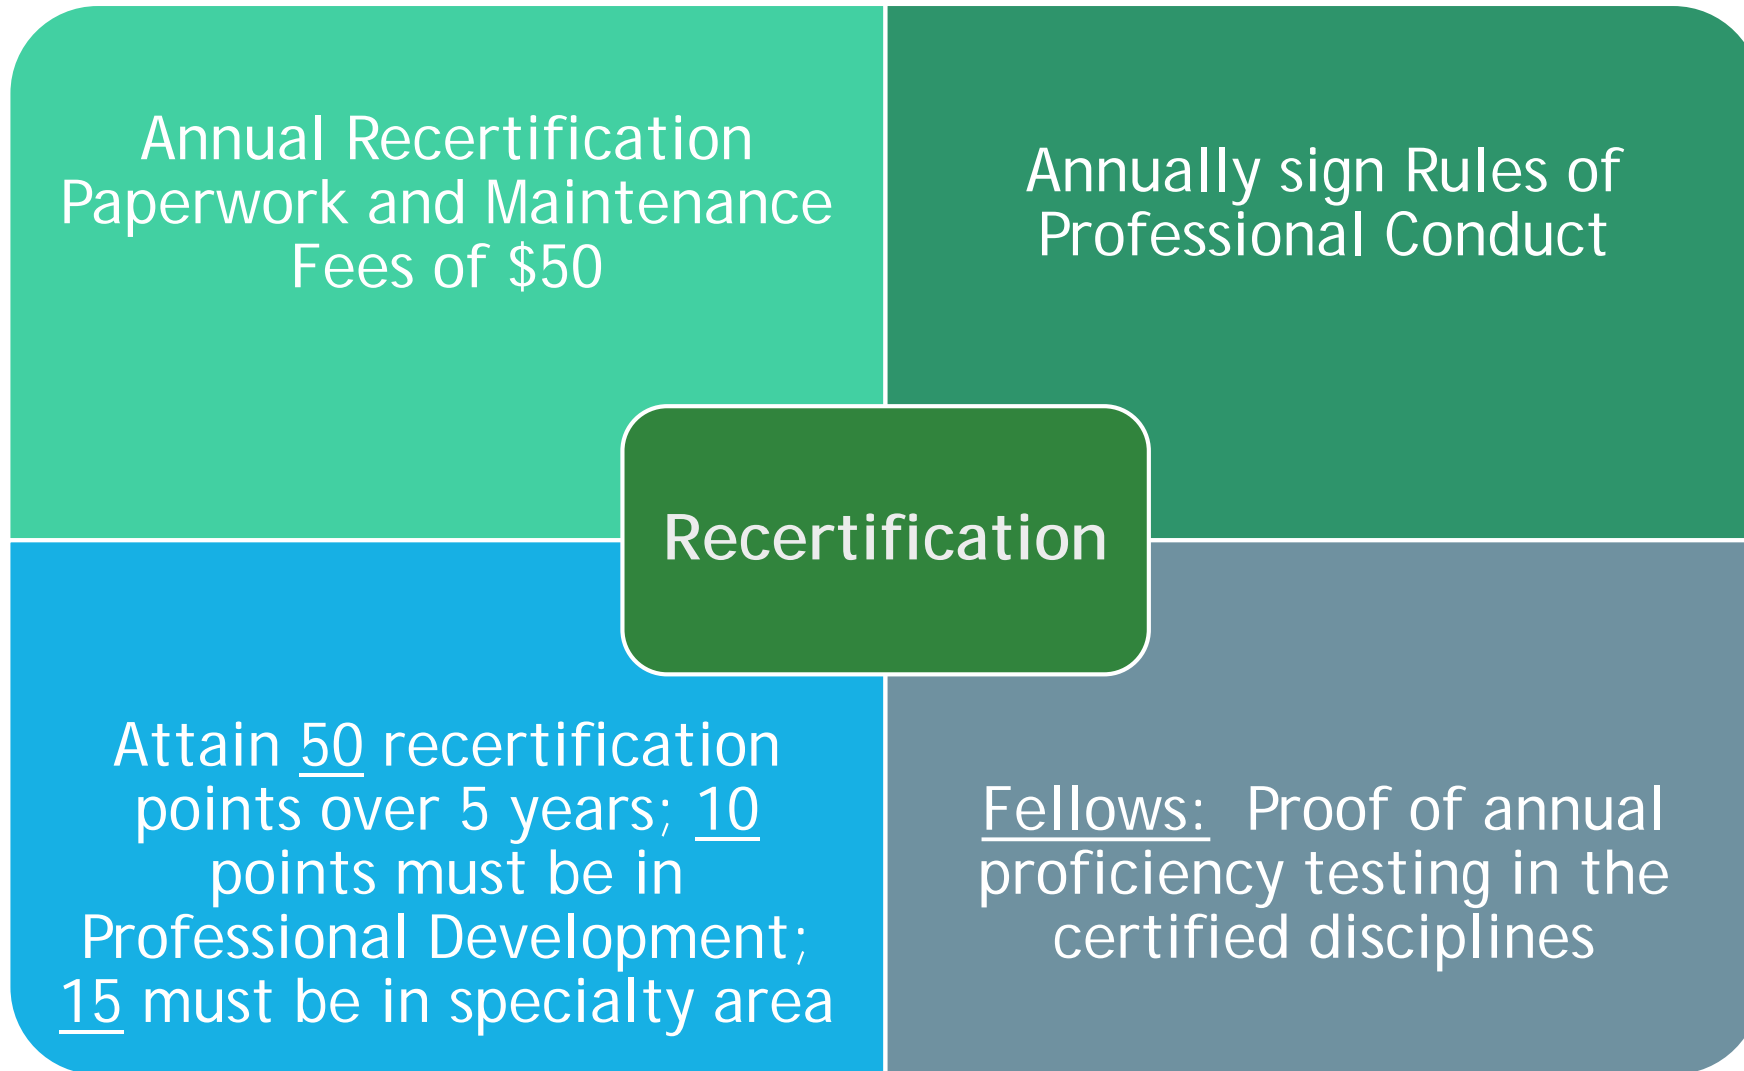 Annual Recertification
Paperwork and Maintenance
Fees of $50
Annually sign Rules of
Professional Conduct
Recertification
Attain 50 recertification
points over 5 years; 10
points must be in
Professional Development;
15 must be in specialty area
Fellows: Proof of annual
proficiency testing in the
certified disciplines